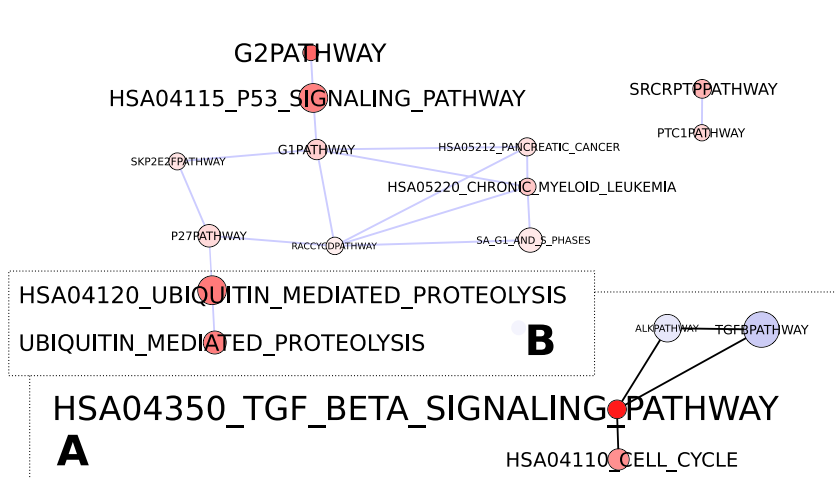 G2PATHWAY
SRCRPTPPATHWAY
HSA04115_P53_SIGNALING_PATHWAY
PTC1PATHWAY
G1PATHWAY
HSA05212_PANCREATIC_CANCER
SKP2E2FPATHWAY
HSA05220_CHRONIC_MYELOID_LEUKEMIA
P27PATHWAY
RACCYCDPATHWAY
SA_G1_AND_S_PHASES
HSA04120_UBIQUITIN_MEDIATED_PROTEOLYSIS
UBIQUITIN_MEDIATED_PROTEOLYSIS
B
ALKPATHWAY
TGFBPATHWAY
HSA04350_TGF_BETA_SIGNALING_PATHWAY
A
HSA04110_CELL_CYCLE